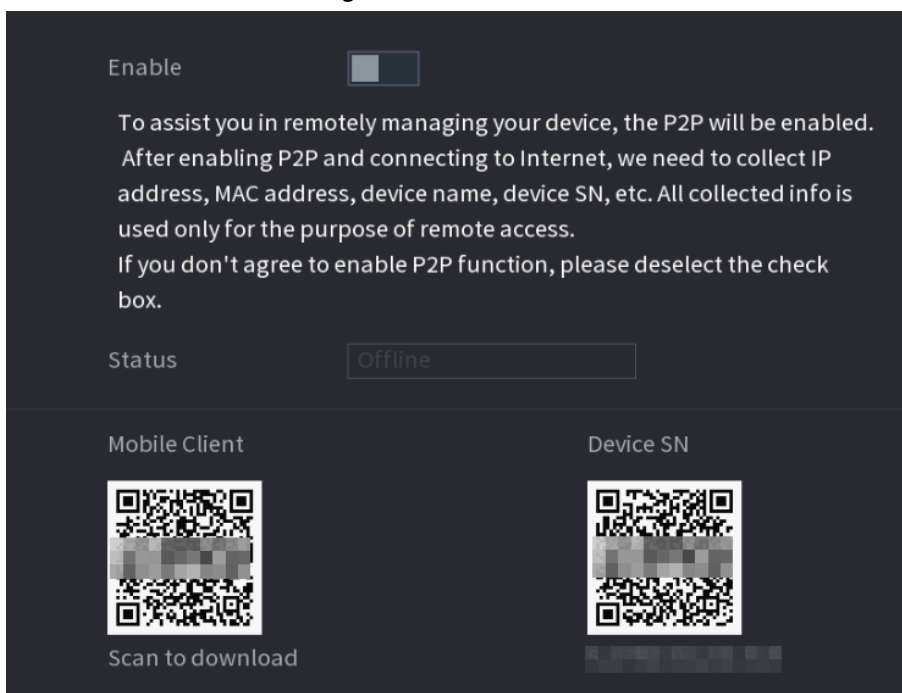 Enable
To assist you in remotely managing your device, the P2P will be enabled.
After enabling P2P and connecting to Internet, we need to collect IP
address, MAC address, device name, device SN, etc. All collected info is
used only for the purpose of remote access.
If you don't agree to enable P2P function, please deselect the check
box.
Status
Offline
Mobile Client
Device SN
Scan to download